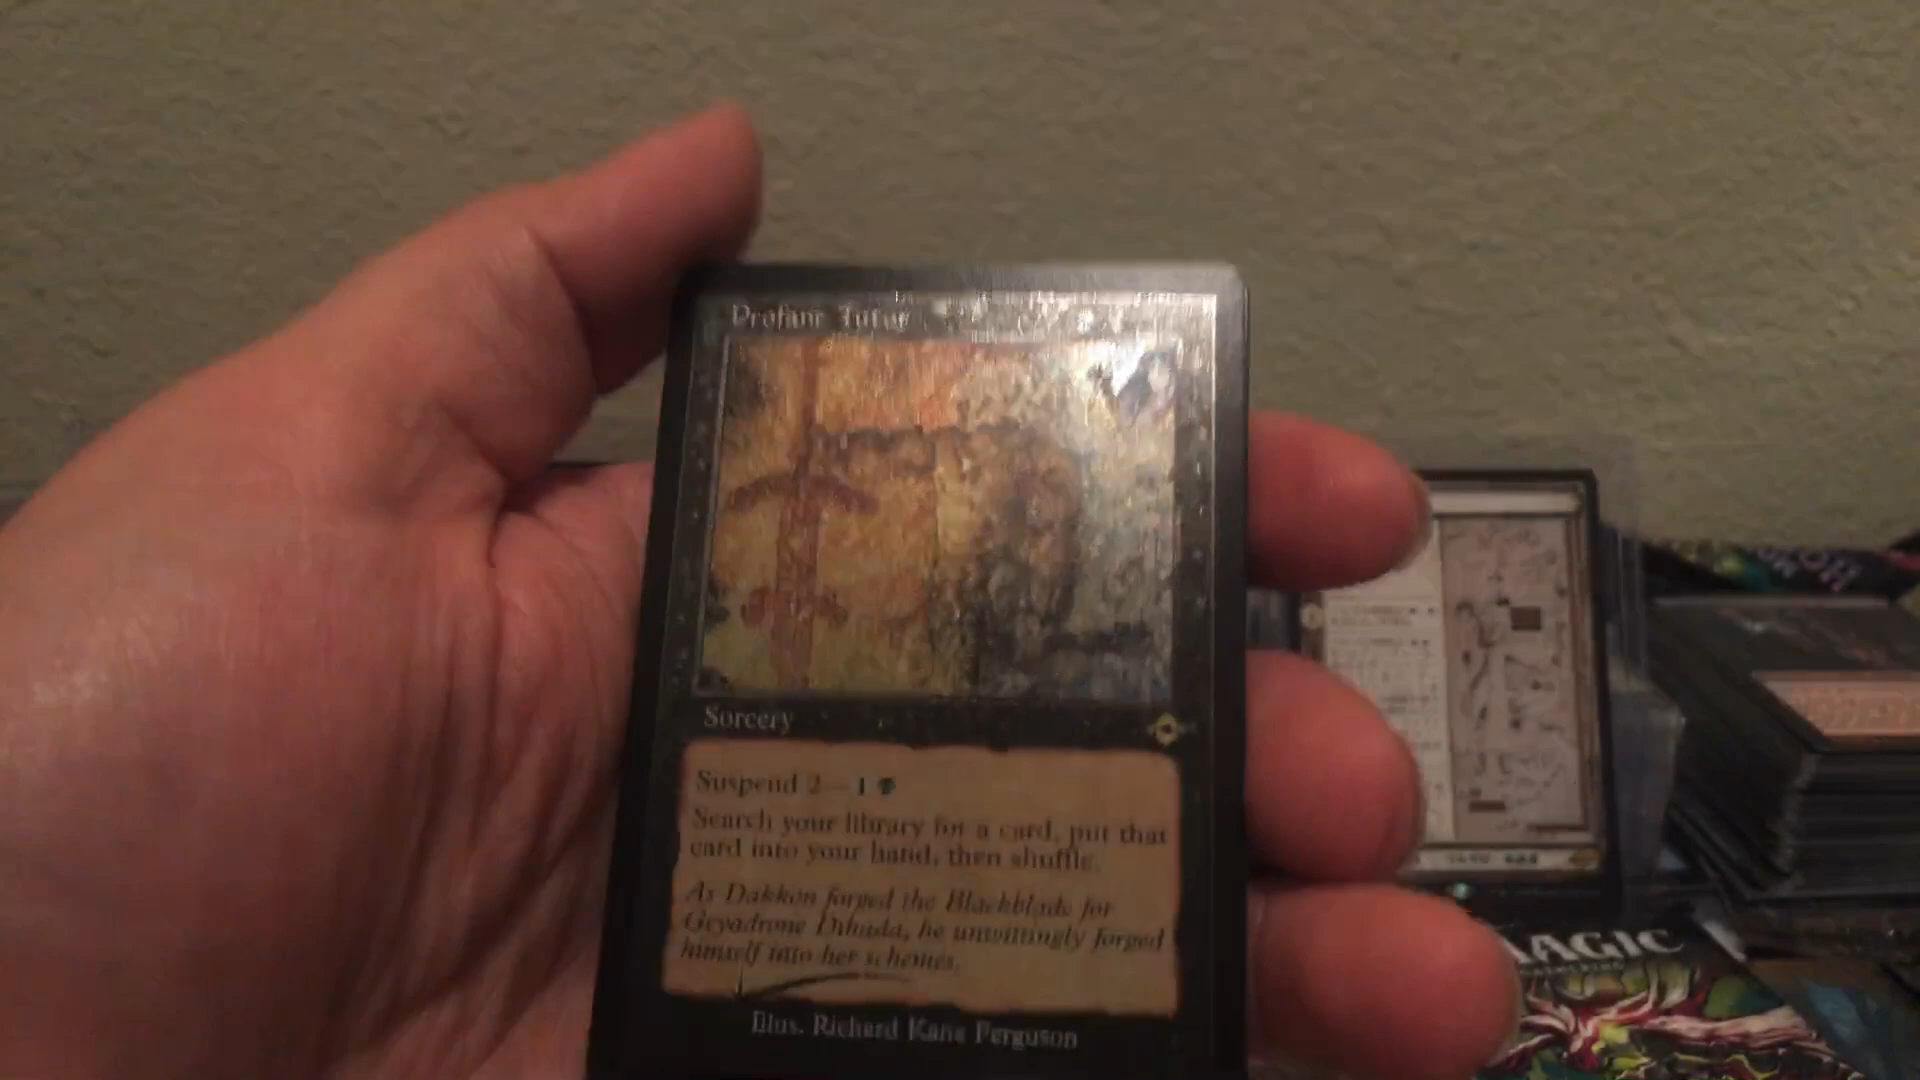 Profane Tutor
Sorcery
Suspend 2—1
Search your library for a card, put that
card into your hand, then shuffle.
As Dakkon forged the Blackblade for
Geyadrone Dihada, he unwittingly forged
himself into her schemes.
Illus. Richard Kane Ferguson
MAGIC